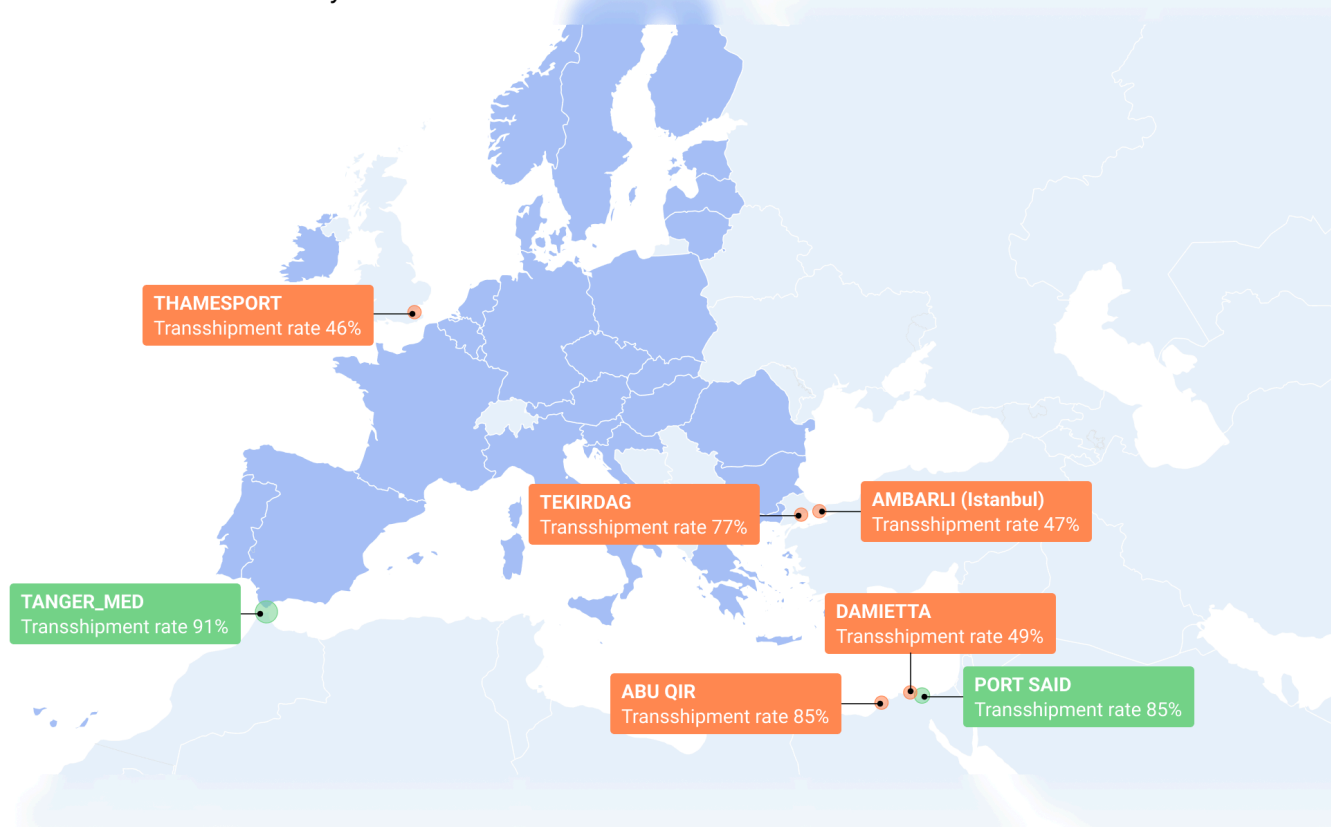 THAMESPORT
Transshipment rate 46%
TEKIRDAG
Transshipment rate 77%
AMBARLI (Istanbul)
Transshipment rate 47%
TANGER_MED
Transshipment rate 91%
DAMIETTA
Transshipment rate 49%
ABU QIR
Transshipment rate 85%
PORT SAID
Transshipment rate 85%